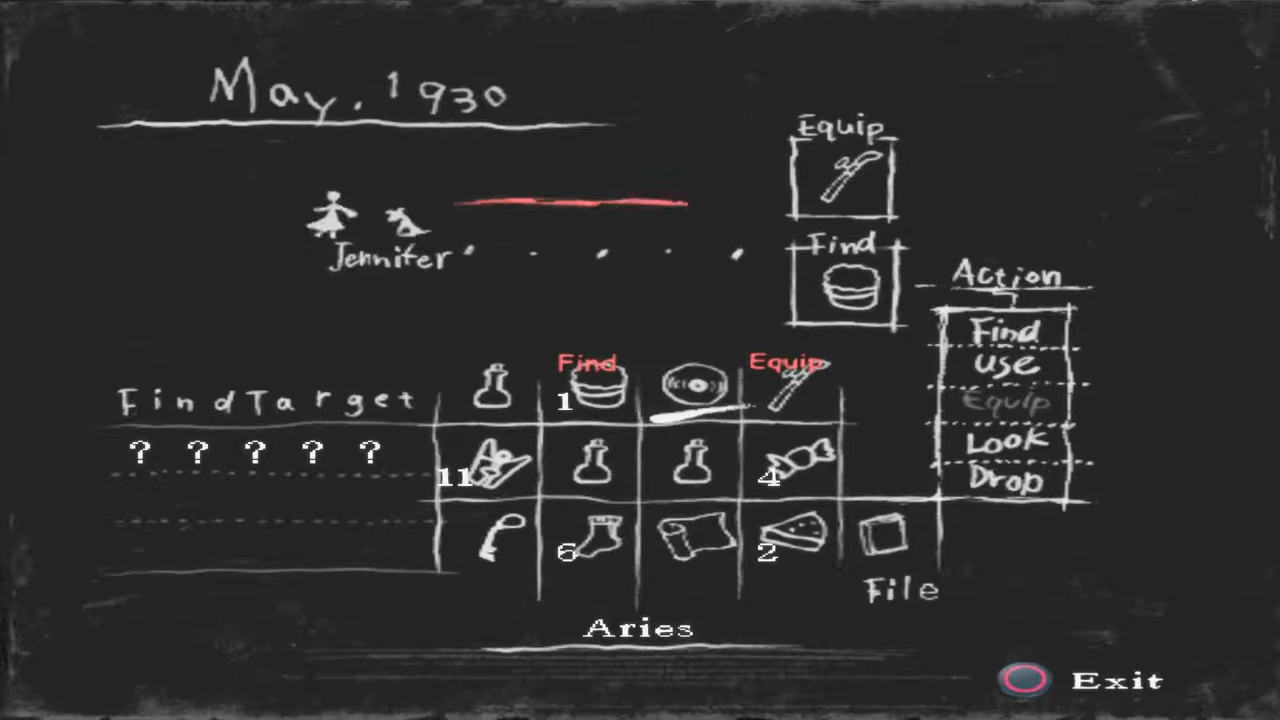 May. 1930
Equip
Jennifer
Find
Action
Find
Use
Equip
Look
Drop
Find
Equip
1
FindTarget
? ? ? ? ?
11
4
6
2
File
Aries
Exit